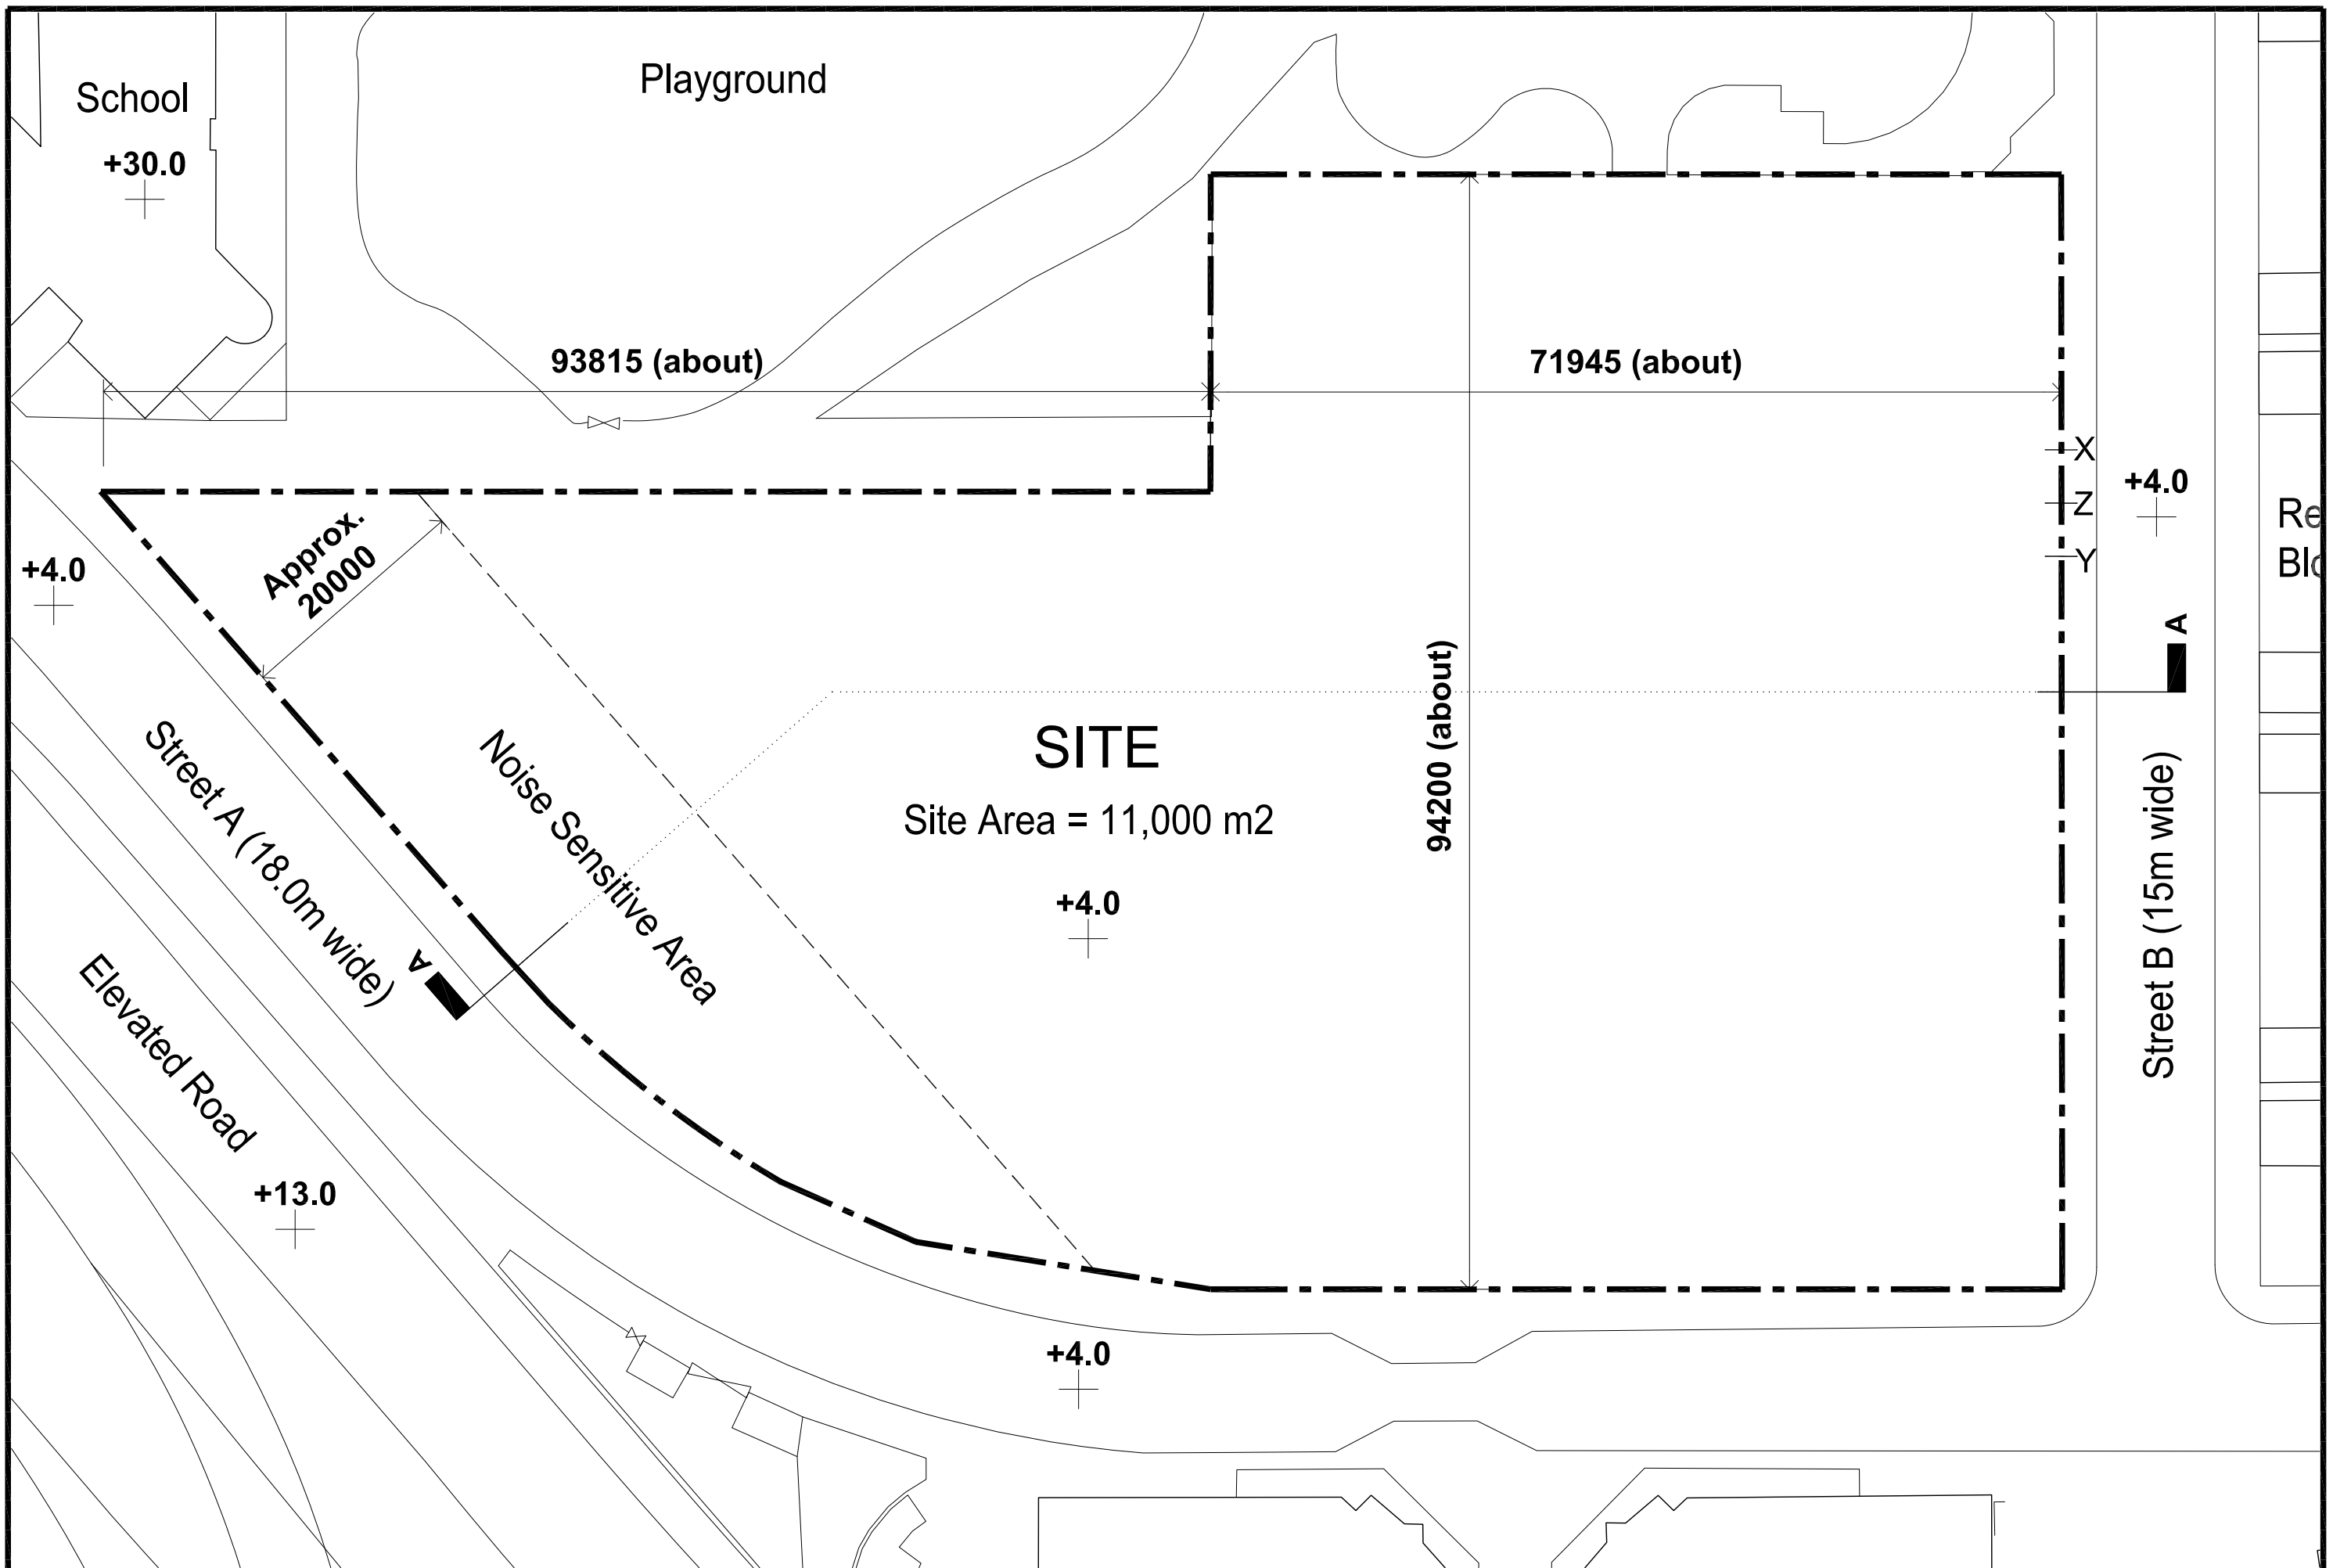 School
Playground
+30.0
93815 (about)
71945 (about)
X
Z
Y
+4.0
A
Approx.
20000
+4.0
94200 (about)
SITE
Site Area = 11,000 m2
+4.0
Noise Sensitive Area
Street A (18.0m wide)
A
Elevated Road
+13.0
Street B (15m wide)
+4.0